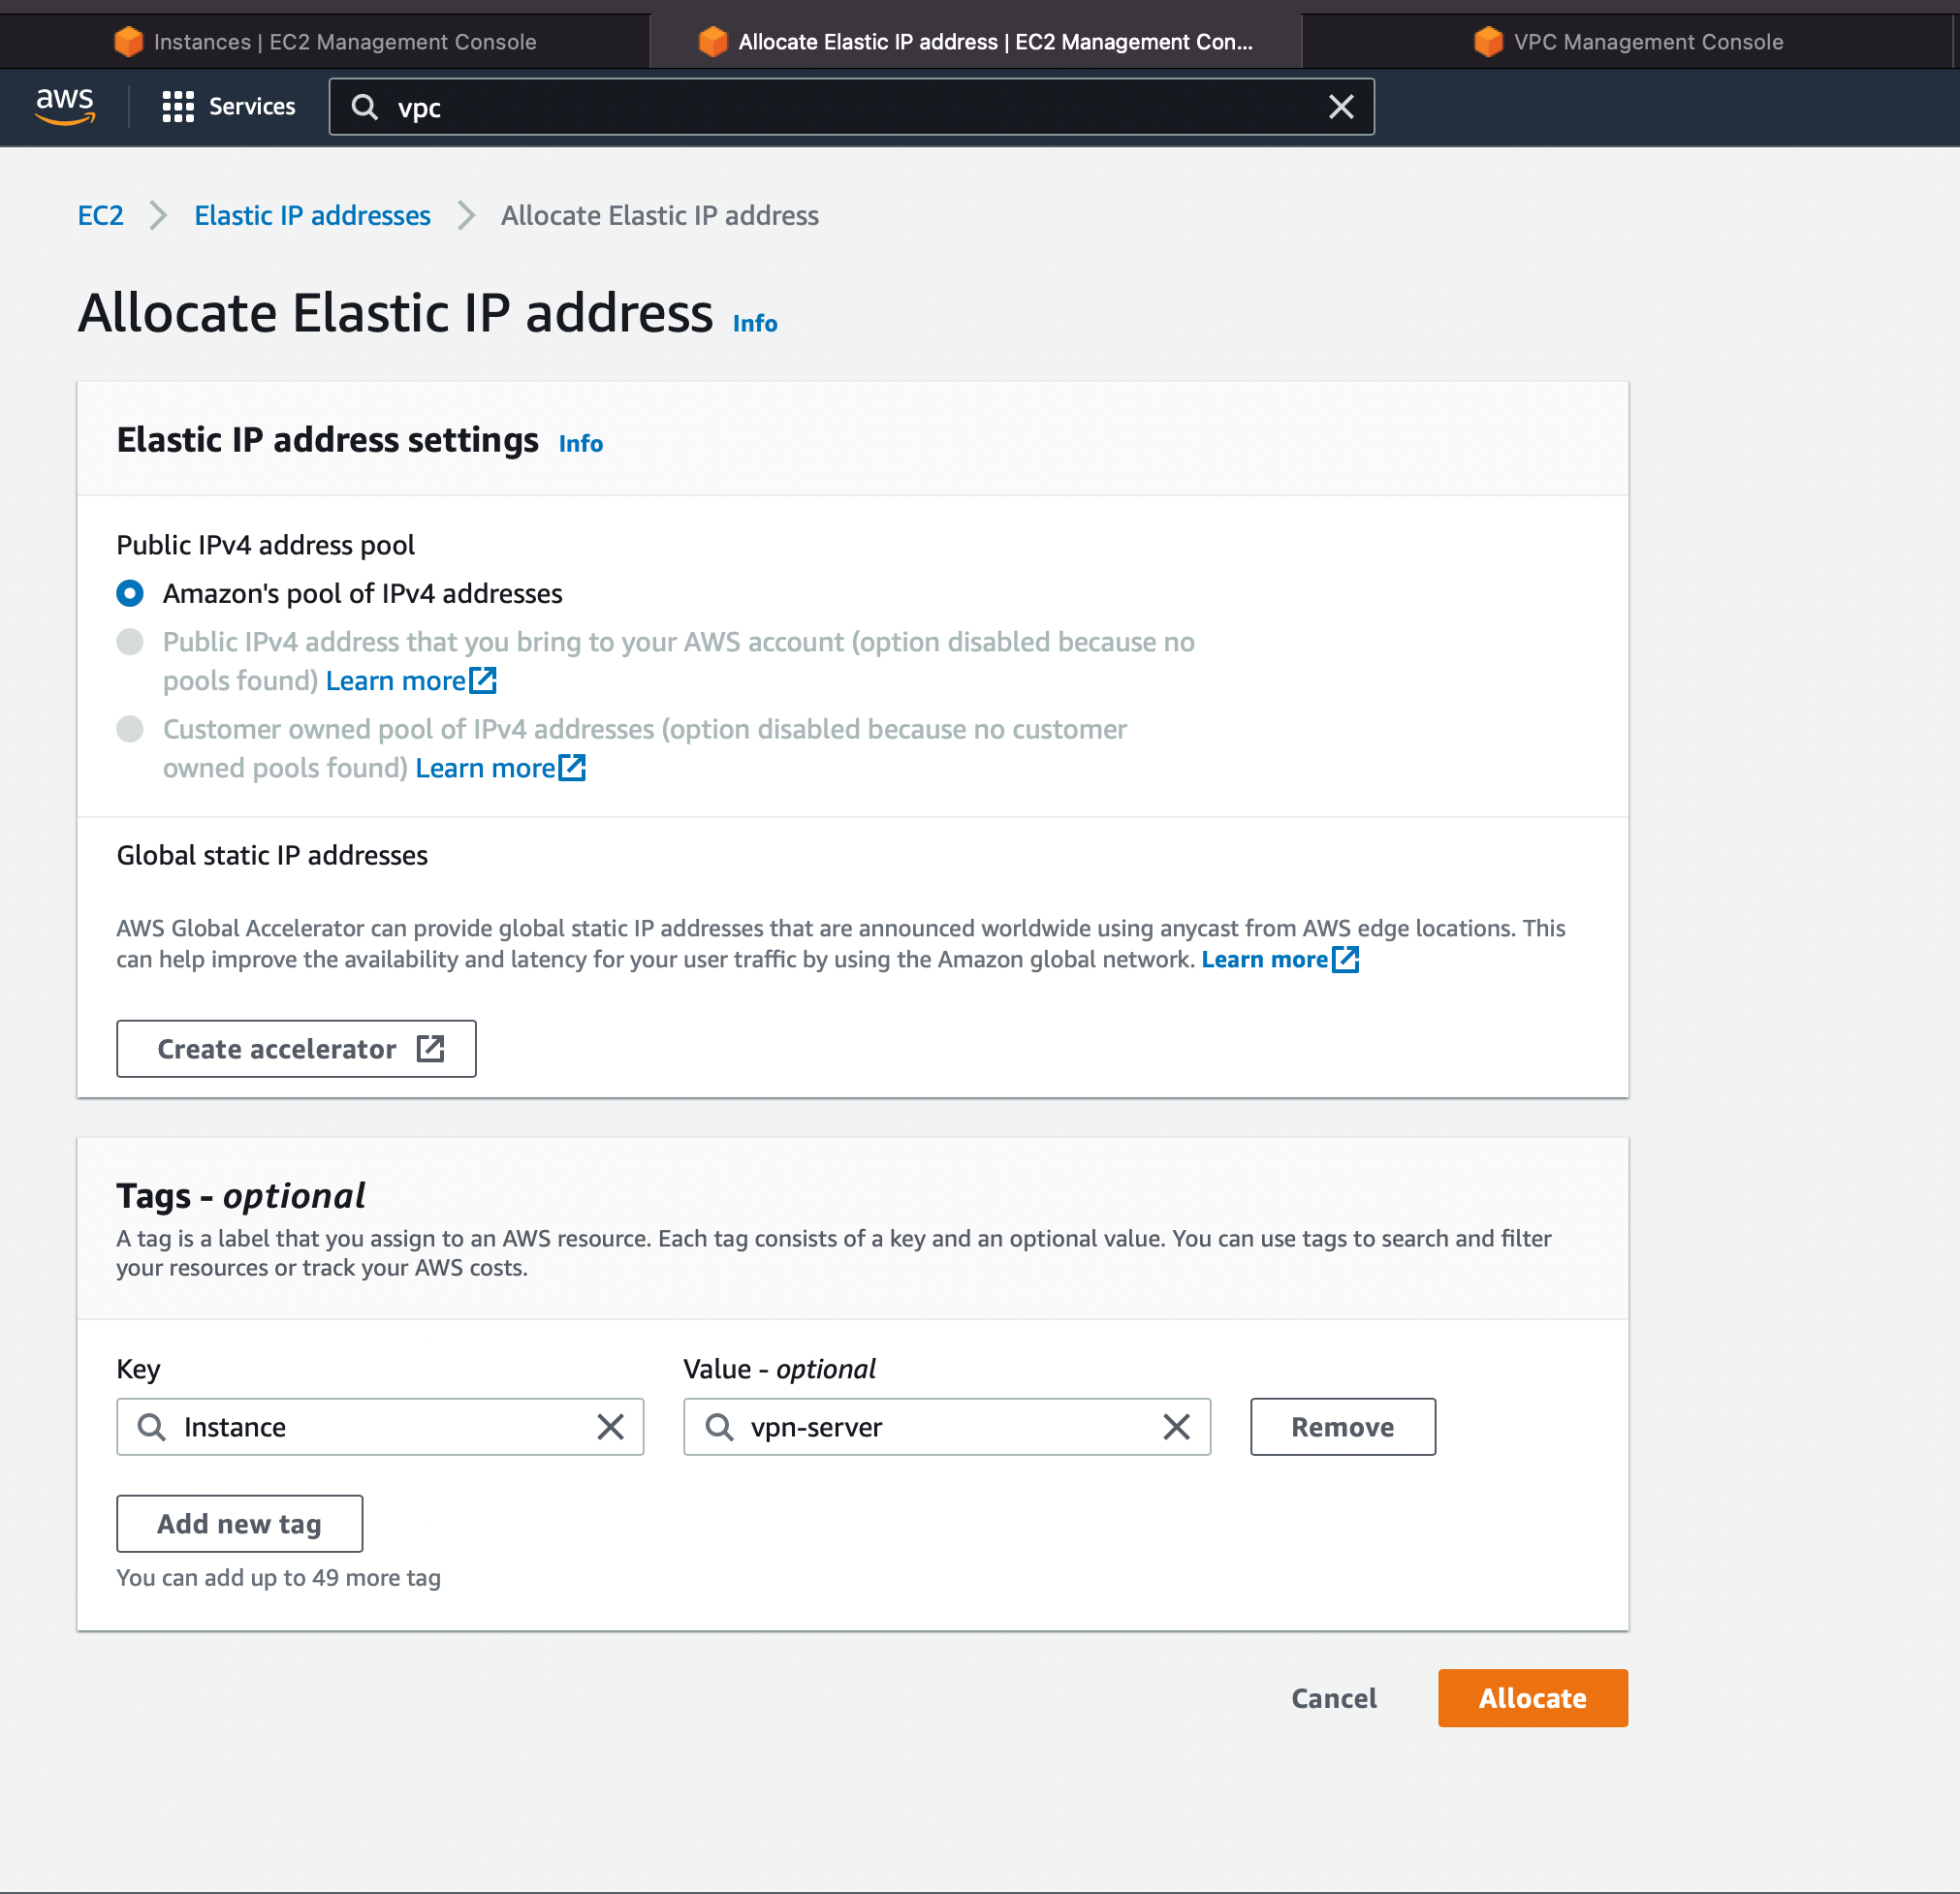 Instances | EC2 Management Console
Allocate Elastic IP address | EC2 Management Con...
VPC Management Console
aws
Services
vpc
EC2
Elastic IP addresses
Allocate Elastic IP address
Allocate Elastic IP address Info
Elastic IP address settings Info
Public IPv4 address pool
Amazon's pool of IPv4 addresses
Public IPv4 address that you bring to your AWS account (option disabled because no
pools found) Learn more
Customer owned pool of IPv4 addresses (option disabled because no customer
owned pools found) Learn more
Global static IP addresses
AWS Global Accelerator can provide global static IP addresses that are announced worldwide using anycast from AWS edge locations. This
can help improve the availability and latency for your user traffic by using the Amazon global network. Learn more
Create accelerator
Tags - optional
A tag is a label that you assign to an AWS resource. Each tag consists of a key and an optional value. You can use tags to search and filter
your resources or track your AWS costs.
Key
Value - optional
Instance
vpn-server
Remove
Add new tag
You can add up to 49 more tag
Cancel
Allocate